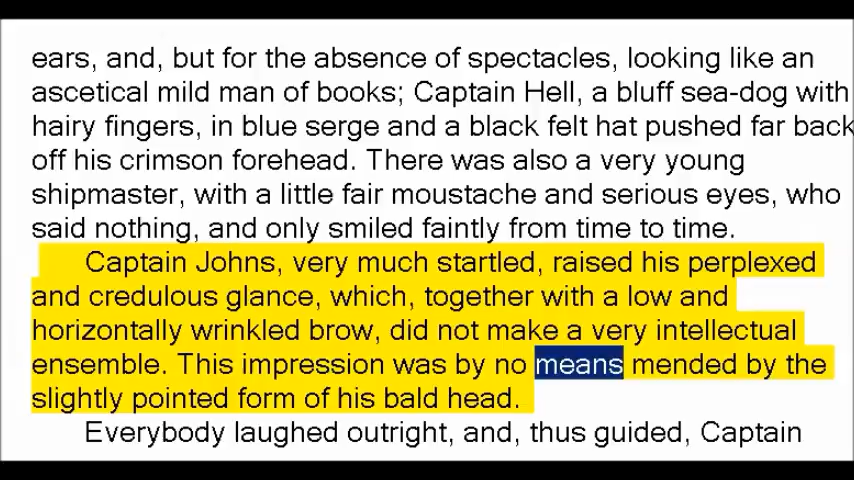 ears, and, but for the absence of spectacles, looking like an
ascetical mild man of books; Captain Hell, a bluff sea-dog with
hairy fingers, in blue serge and a black felt hat pushed far back
off his crimson forehead. There was also a very young
shipmaster, with a little fair moustache and serious eyes, who
said nothing, and only smiled faintly from time to time.
Captain Johns, very much startled, raised his perplexed
and credulous glance, which, together with a low and
horizontally wrinkled brow, did not make a very intellectual
ensemble. This impression was by no means mended by the
slightly pointed form of his bald head.
Everybody laughed outright, and, thus guided, Captain